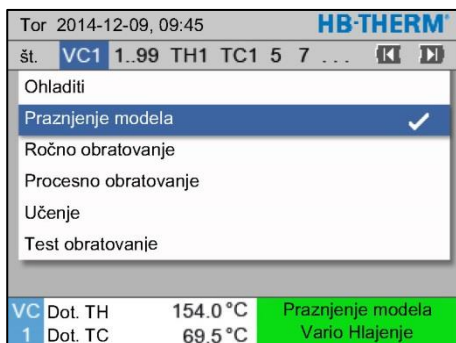 Tor 2014-12-09, 09:45 HB-THERM®
št. VC1 1..99 TH1 TC1 5 7 ...
Ohladiti
Praznjenje modela
Ročno obratovanje
Procesno obratovanje
Učenje
Test obratovanje
VC Dot. TH 154.0 °C Praznjenje modela
1 Dot. TC 69.5 °C Vario Hlajenje